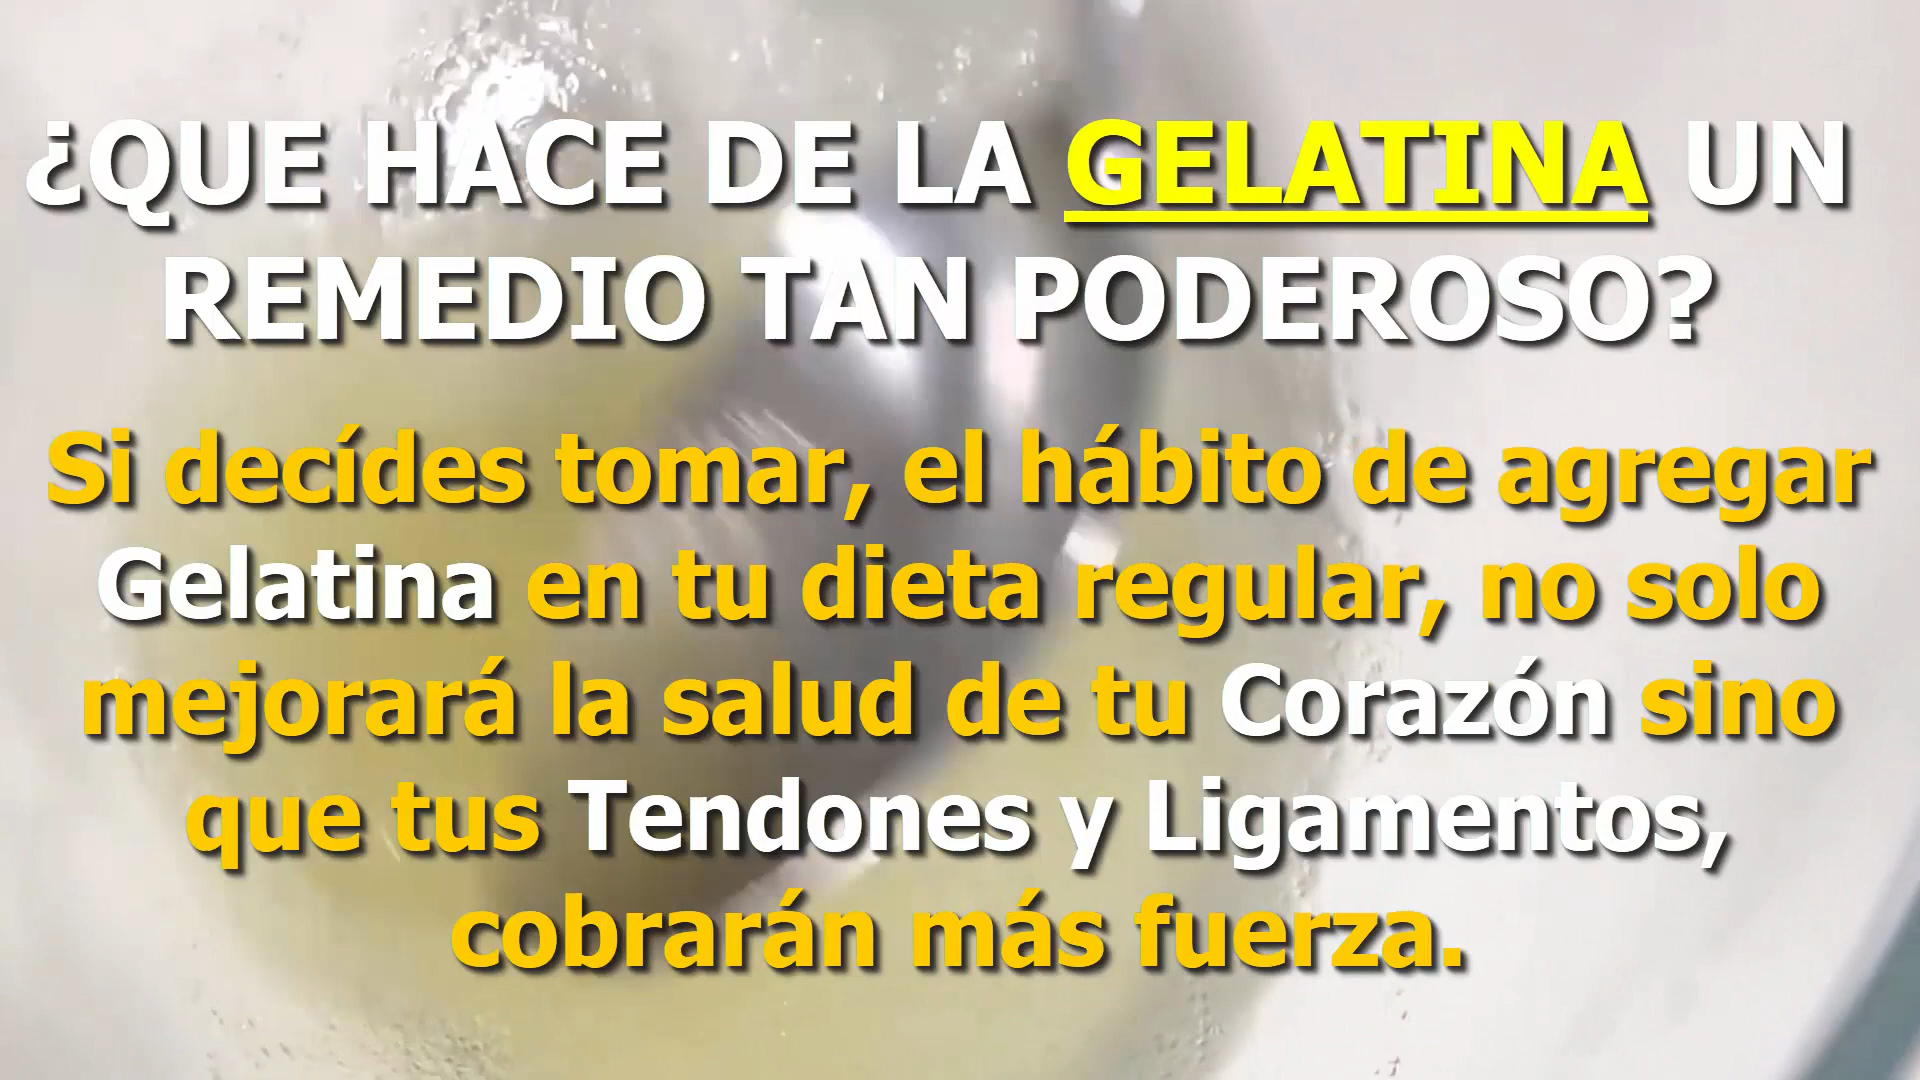 ¿QUE HACE DE LA GELATINA UN
REMEDIO TAN PODEROSO?
Si decídes tomar, el hábito de agregar
Gelatina en tu dieta regular, no solo
mejorará la salud de tu Corazón sino
que tus Tendones y Ligamentos,
cobrarán más fuerza.